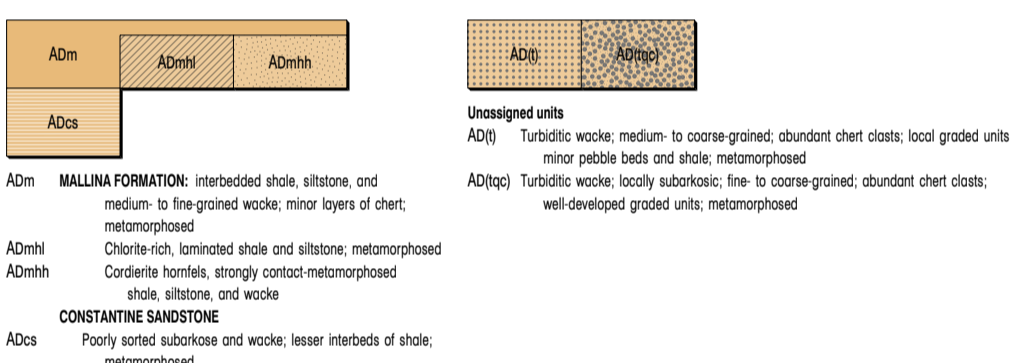 ADm
ADmhl
ADmhh
ADcs
ADm MALLINA FORMATION: interbedded shale, siltstone, and
medium- to fine-grained wacke; minor layers of chert;
metamorphosed
ADmhl Chlorite-rich, laminated shale and siltstone; metamorphosed
ADmhh Cordierite hornfels, strongly contact-metamorphosed
shale, siltstone, and wacke
CONSTANTINE SANDSTONE
ADcs Poorly sorted subarkose and wacke; lesser interbeds of shale;
metamorphosed
AD(t)
AD(tqc)
Unassigned units
AD(t) Turbiditic wacke; medium- to coarse-grained; abundant chert clasts; local graded units
minor pebble beds and shale; metamorphosed
AD(tqc) Turbiditic wacke; locally subarkosic; fine- to coarse-grained; abundant chert clasts;
well-developed graded units; metamorphosed